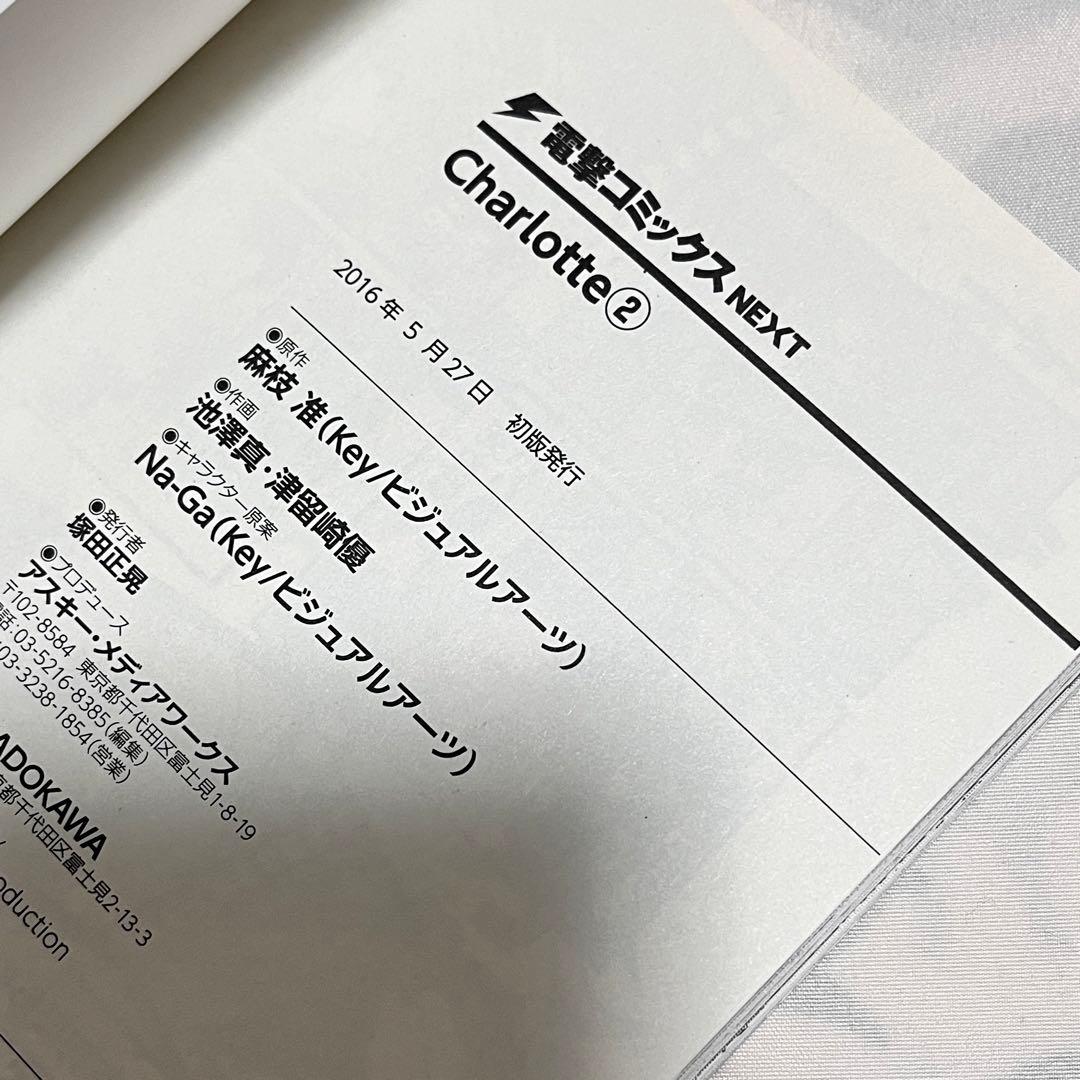 電撃コミックスNEXT
Charlotte②
2016年 5 月27日 初版発行
◉原作
麻枝 准(Key/ビジュアルアーツ)
◉作画
池澤真・津留崎優
◉キャラクター原案
Na-Ga(Key/ビジュアルアーツ)
◉発行者
塚田正晃
◉プロデュース
アスキー・メディアワークス
〒102-8584 東京都千代田区富士見1-8-19
話:03-5216-8385(編集)
03-3238-1854(営業)
ADOKAWA
京都千代田区富士見2-13-3
oduction